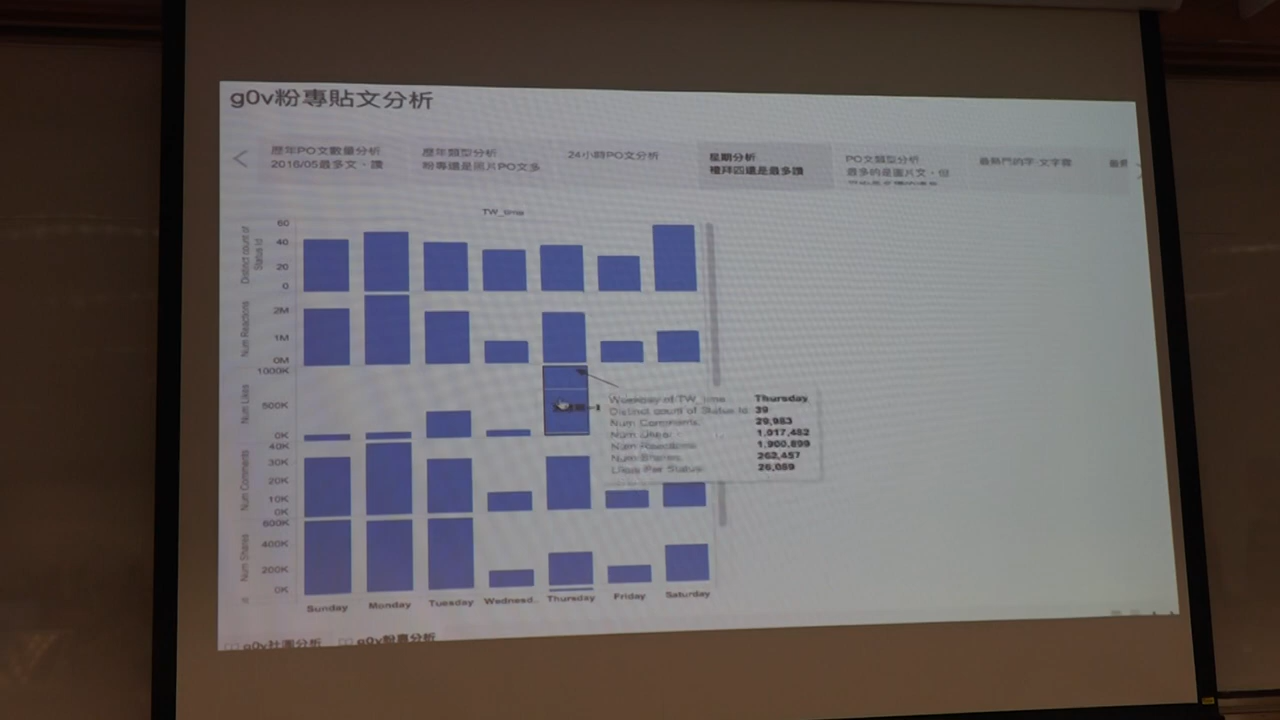 g0v粉專貼文分析
歷年PO文數量分析
2016/05最多文、讚
歷年類型分析
粉專還是照片PO文多
24小時PO文分析
星期分析
禮拜四還是最多讚
PO文類型分析
最多的是圖片文，但
最熱門的字-文字雲
TW_time
Distinct count of
Status Id
60
40
20
0
Num Reactions
2M
1M
0M
Num Likes
1000K
500K
0K
Num Comments
40K
30K
20K
10K
0K
Num Shares
600K
400K
200K
0K
Sunday
Monday
Tuesday
Wednesd..
Thursday
Friday
Saturday
Weekday of TW_time Thursday
Distinct count of Status Id 39
Num Comments 29,983
Num Likes 1,017,482
Num Reactions 1,900,899
Num Shares 262,457
Likes Per Status 26,089
g0v社團分析
g0v粉專分析